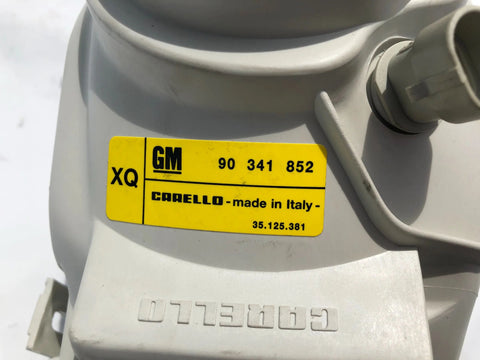 XQ
GM 90 341 852
CARELLO - made in Italy -
35.125.381
CARELLO